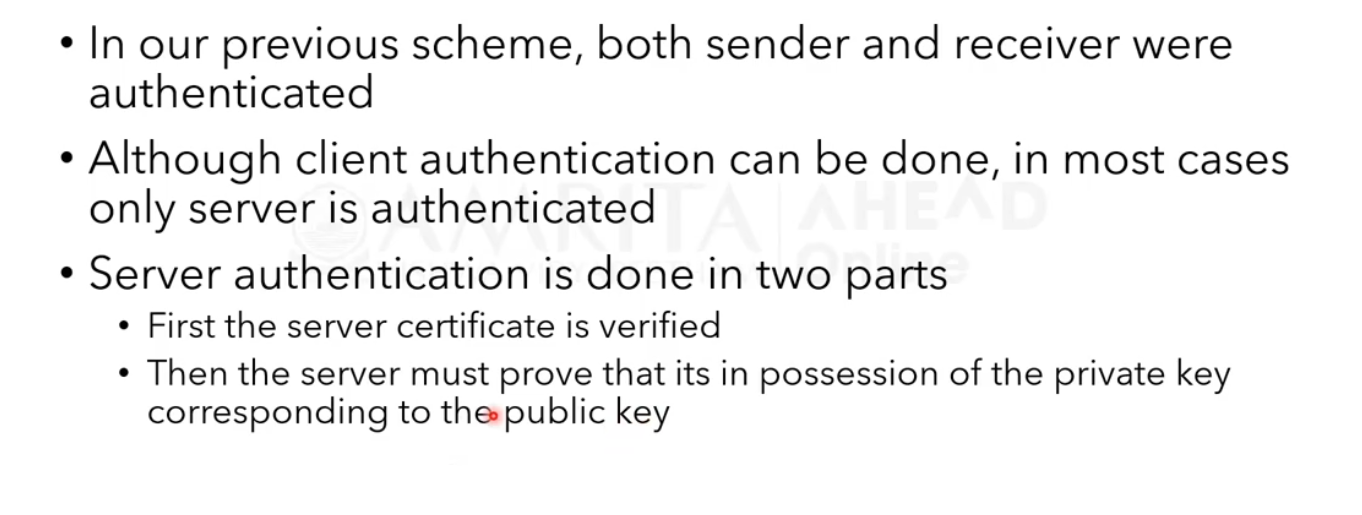 • In our previous scheme, both sender and receiver were
authenticated
• Although client authentication can be done, in most cases
only server is authenticated
• Server authentication is done in two parts
• First the server certificate is verified
• Then the server must prove that its in possession of the private key
corresponding to the public key
AMRITA AHEAD
Online